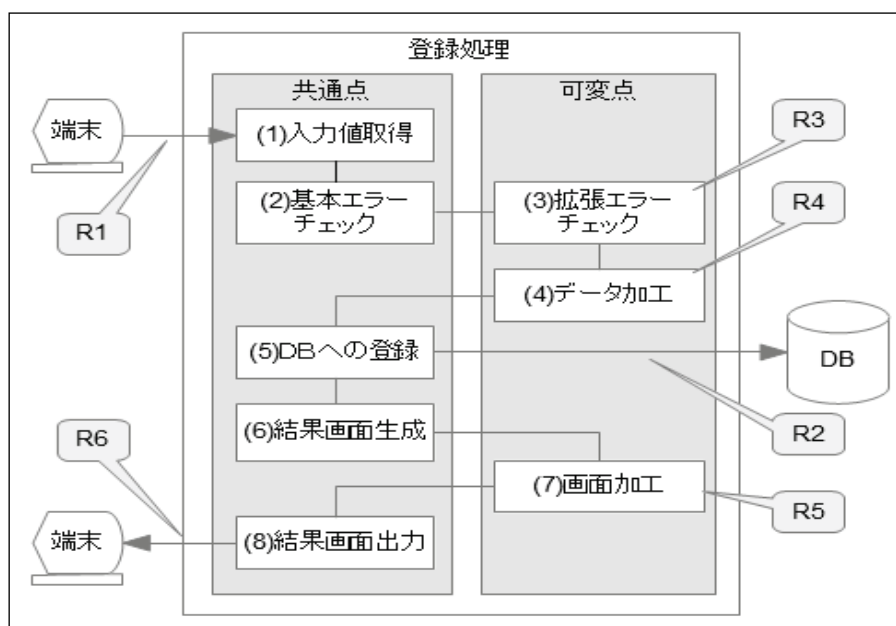 登録処理
共通点
可変点
端末
(1)入力値取得
R3
(2)基本エラー
チェック
(3)拡張エラー
チェック
R4
R1
(4)データ加工
(5)DBへの登録
DB
R6
(6)結果画面生成
R2
(7)画面加工
R5
端末
(8)結果画面出力